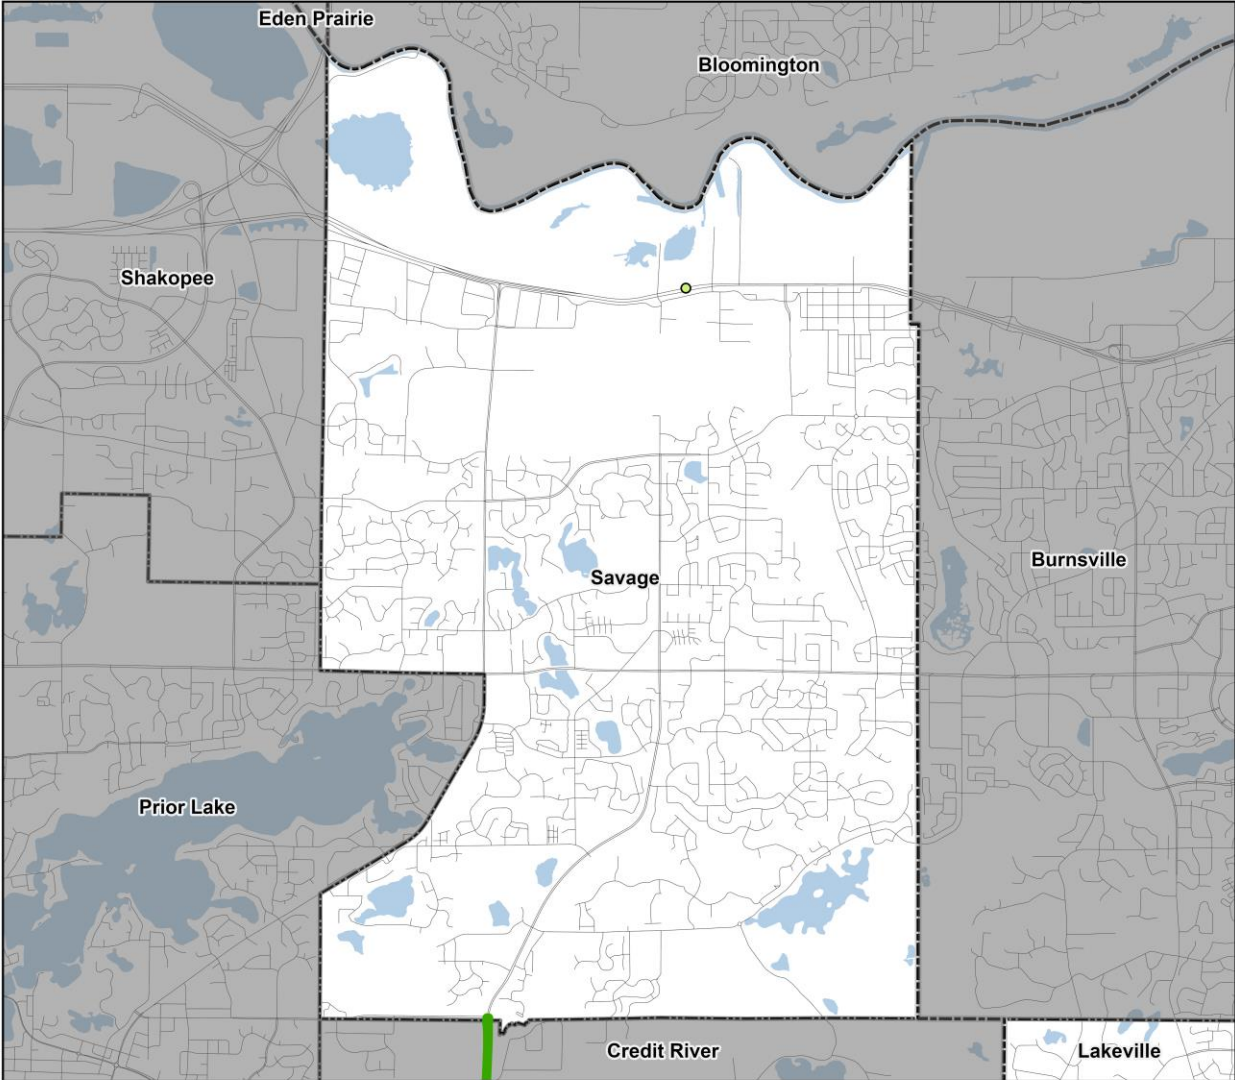 Eden Prairie
Bloomington
Shakopee
Burnsville
Savage
Prior Lake
Credit River
Lakeville